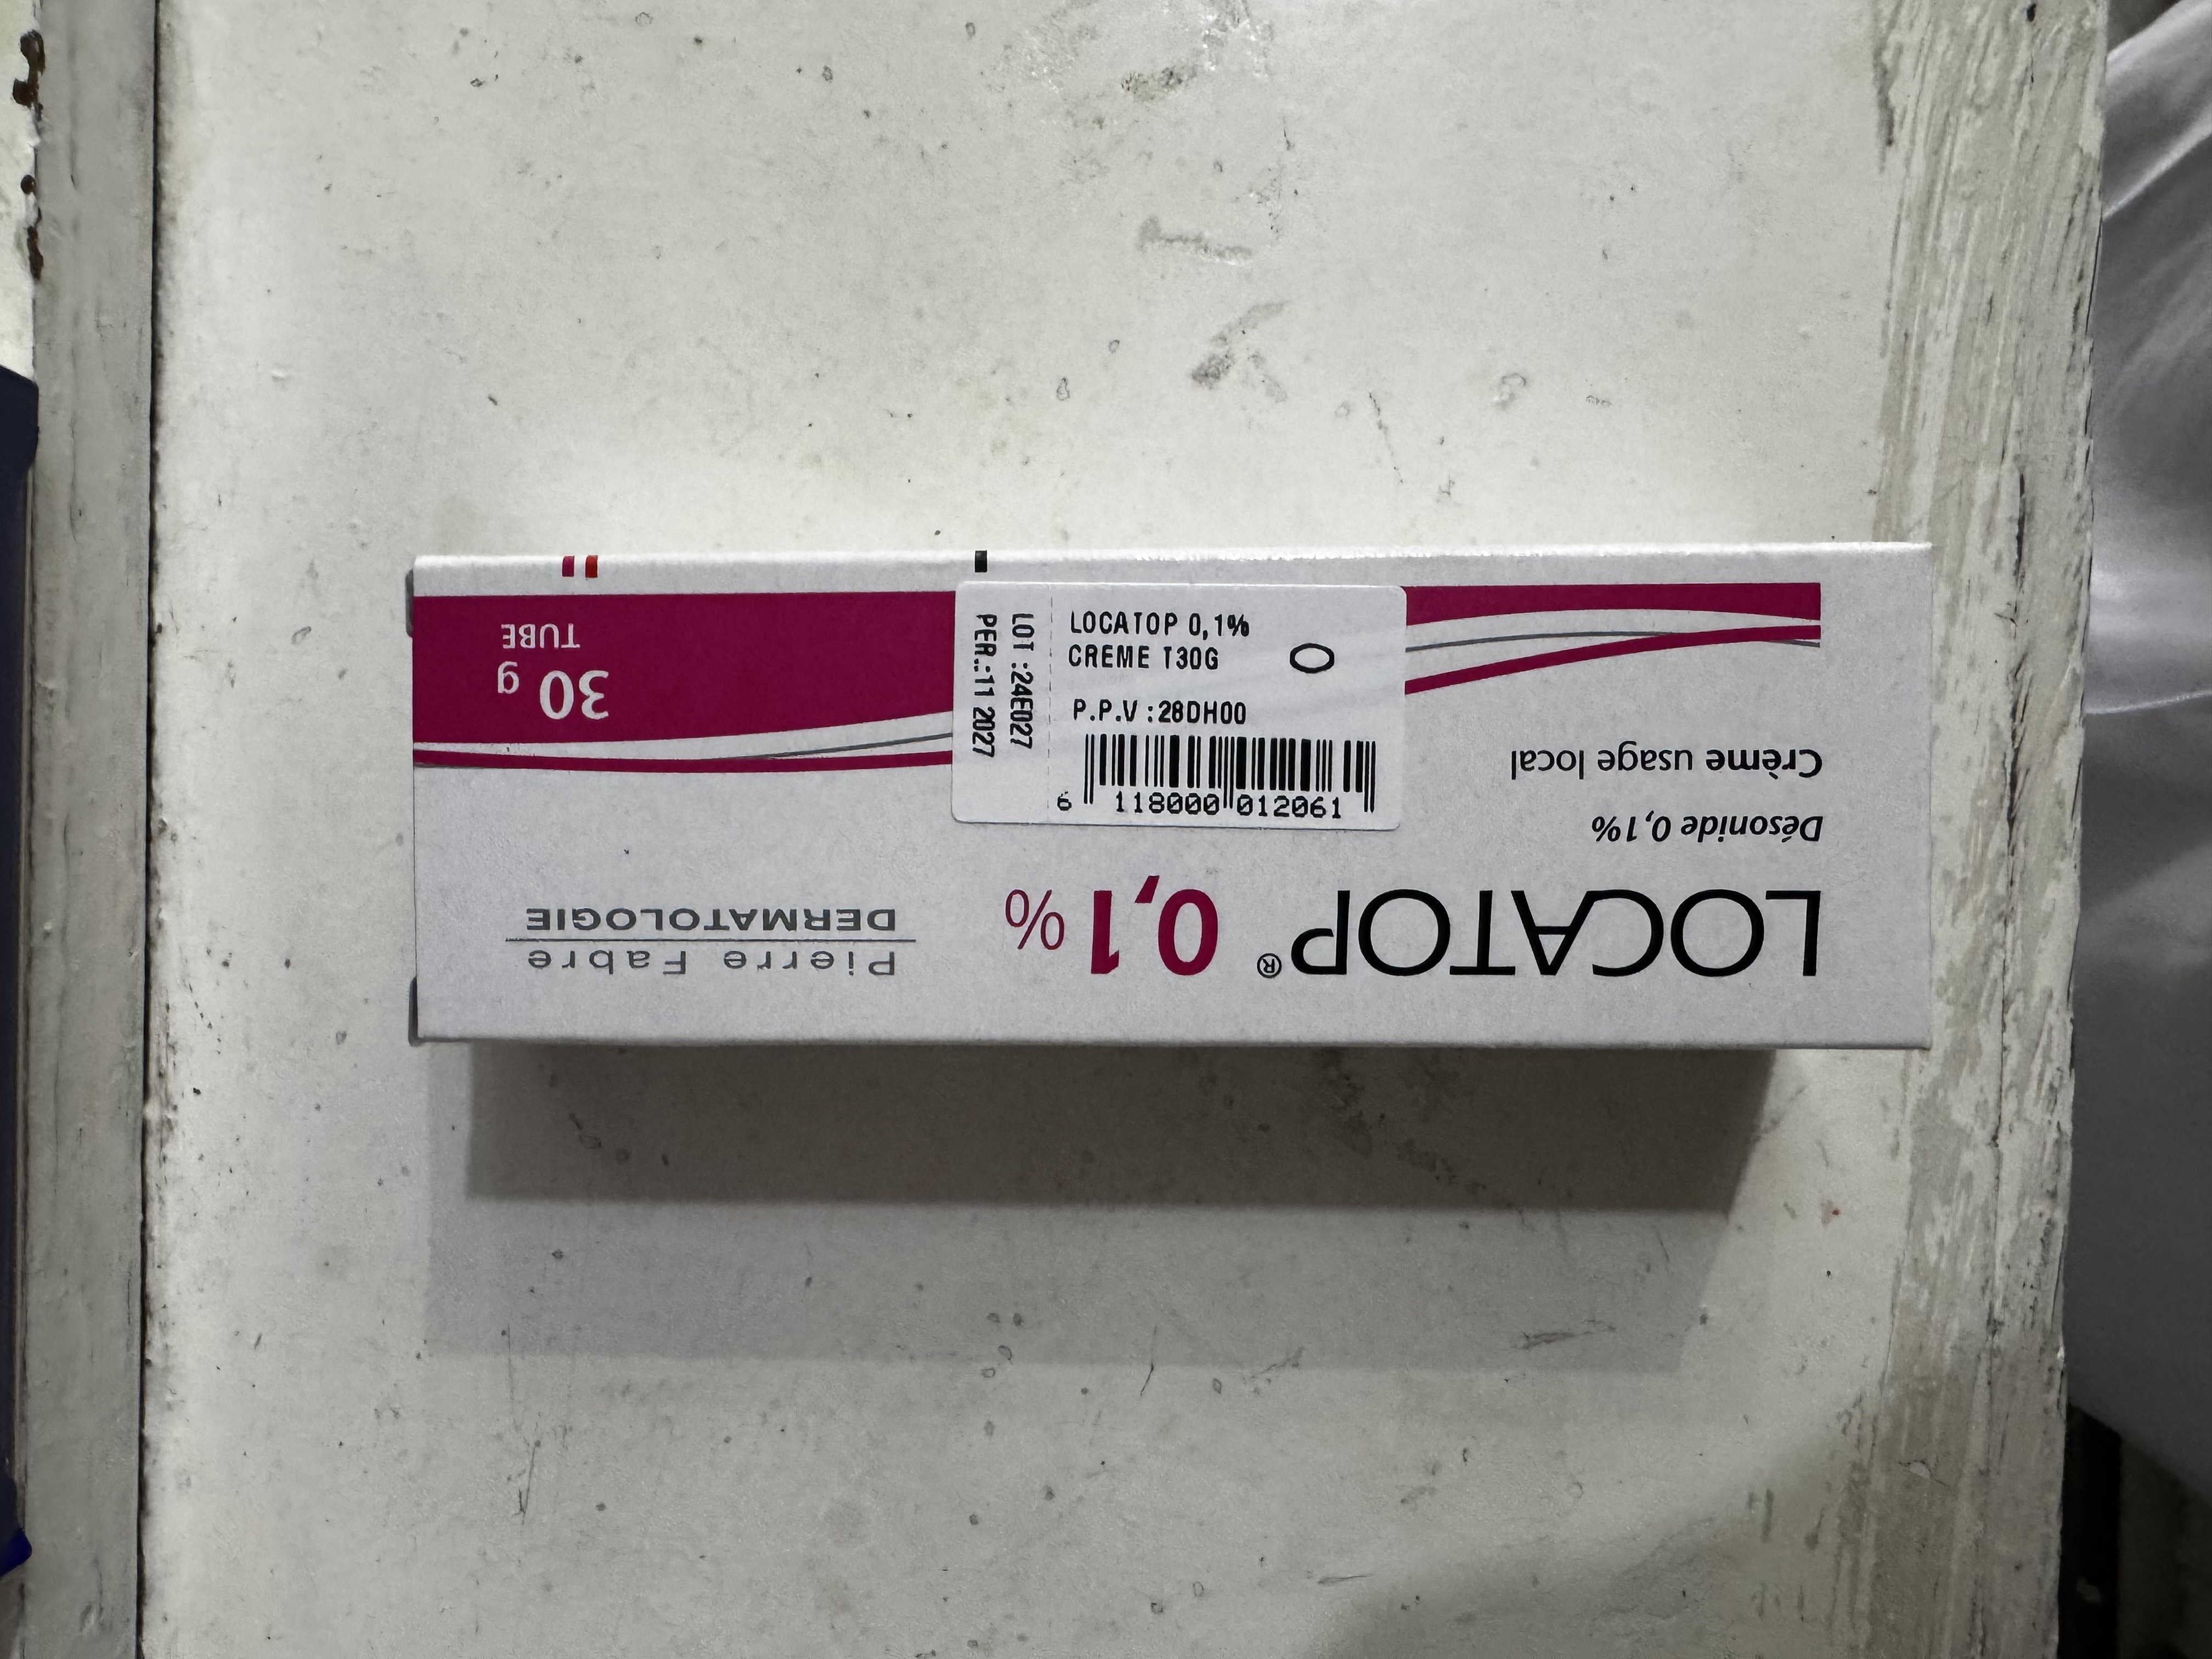 LOCATOP® 0,1%
Pierre Fabre
DERMATOLOGIE
Désonide 0,1%
Crème usage local
LOCATOP 0,1%
CREME T30G
P.P.V : 28DH00
6 118000 012061
LOT :24E027
PER.:11 2027
30 g
TUBE